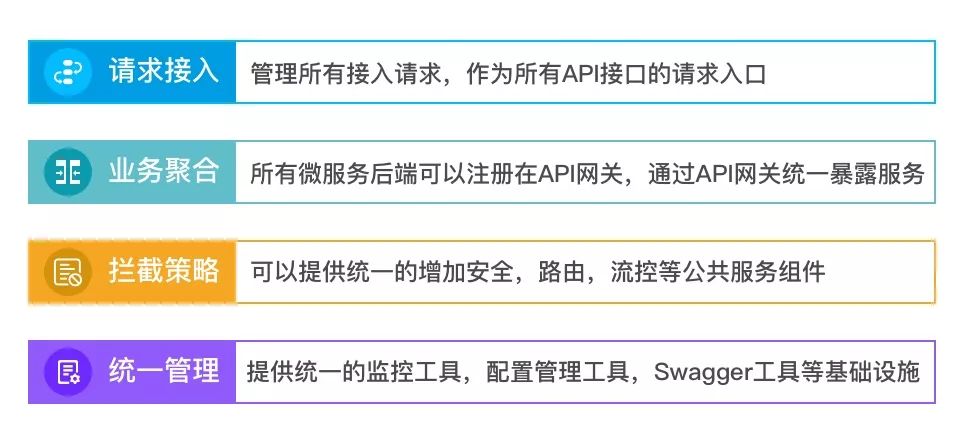 请求接入
管理所有接入请求，作为所有API接口的请求入口
业务聚合
所有微服务后端可以注册在API网关，通过API网关统一暴露服务
拦截策略
可以提供统一的增加安全，路由，流控等公共服务组件
统一管理
提供统一的监控工具，配置管理工具，Swagger工具等基础设施